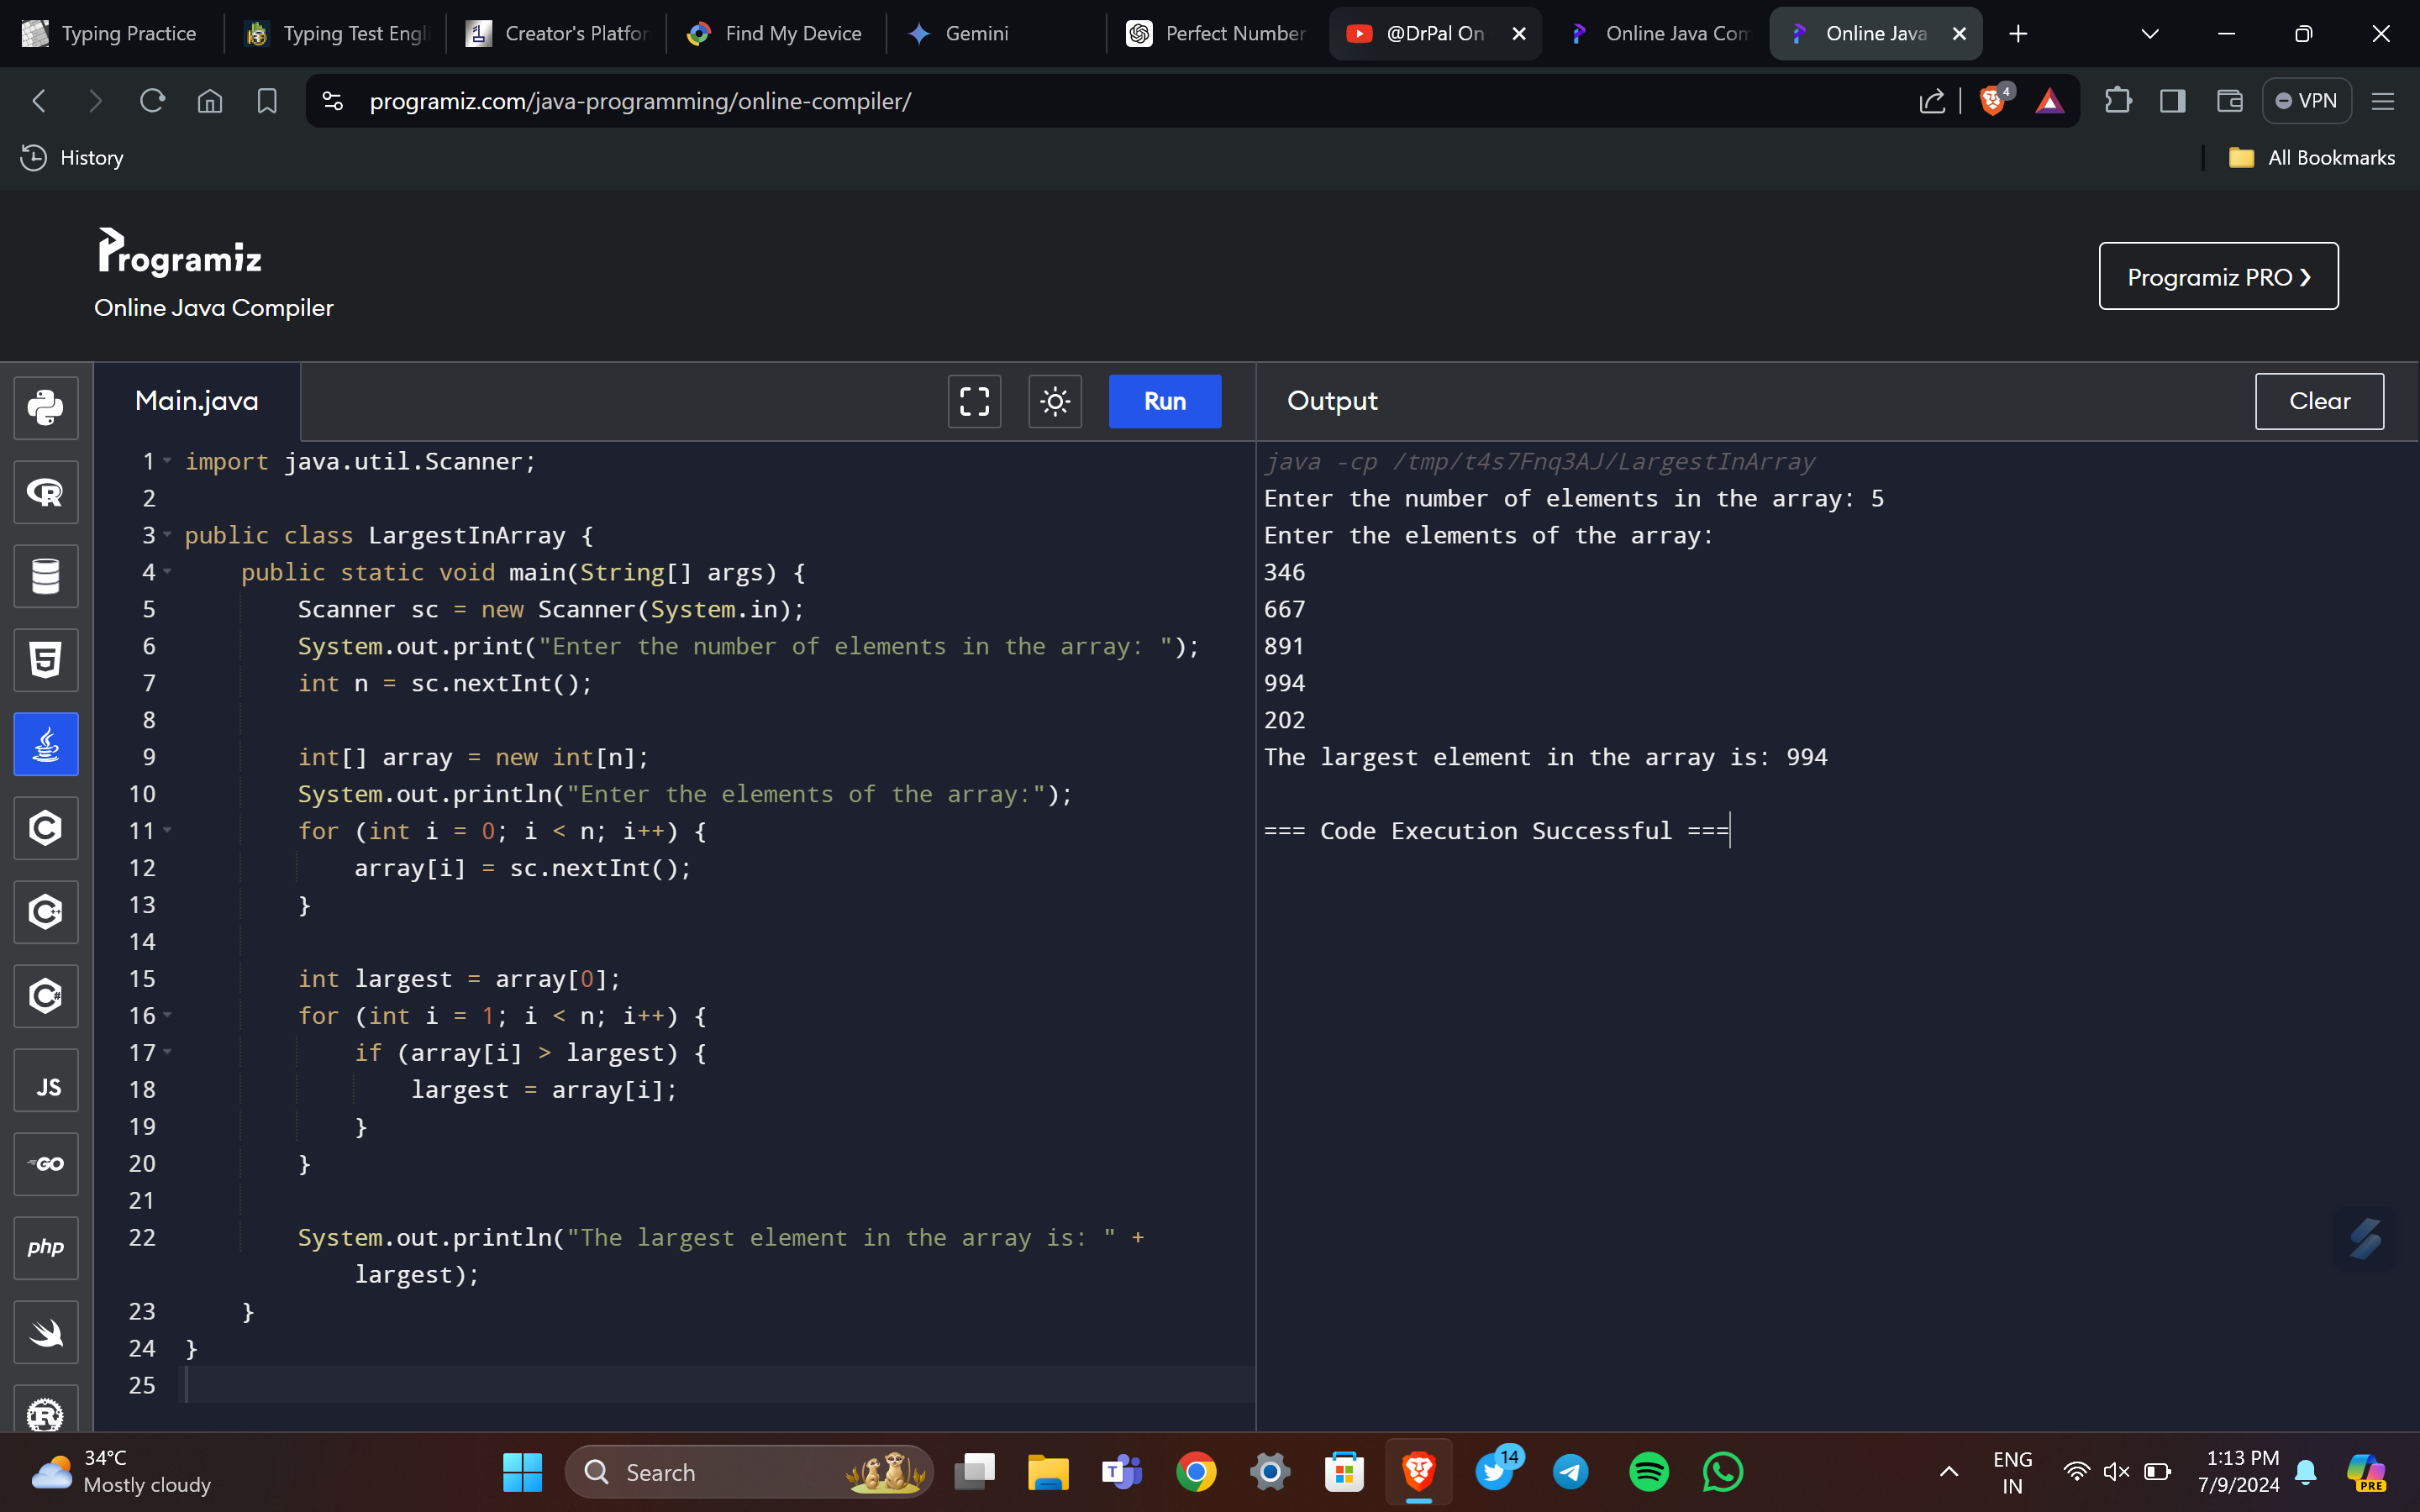 Typing Practice
Typing Test Engli
Creator's Platfor
Find My Device
Gemini
Perfect Number
@DrPal On
Online Java Com
Online Java
programiz.com/java-programming/online-compiler/
4
VPN
History
All Bookmarks
Programiz
Online Java Compiler
Programiz PRO ❯
Main.java
Run
Output
Clear
1 import java.util.Scanner;
2
3 public class LargestInArray {
4     public static void main(String[] args) {
5         Scanner sc = new Scanner(System.in);
6         System.out.print("Enter the number of elements in the array: ");
7         int n = sc.nextInt();
8
9         int[] array = new int[n];
10         System.out.println("Enter the elements of the array:");
11         for (int i = 0; i < n; i++) {
12             array[i] = sc.nextInt();
13         }
14
15         int largest = array[0];
16         for (int i = 1; i < n; i++) {
17             if (array[i] > largest) {
18                 largest = array[i];
19             }
20         }
21
22         System.out.println("The largest element in the array is: " +
            largest);
23     }
24 }
25
java -cp /tmp/t4s7Fnq3AJ/LargestInArray
Enter the number of elements in the array: 5
Enter the elements of the array:
346
667
891
994
202
The largest element in the array is: 994
=== Code Execution Successful ===
R
5
C
C++
C#
JS
GO
php
R
34°C
Mostly cloudy
Search
T
14
ENG
IN
1:13 PM
7/9/2024
PRE